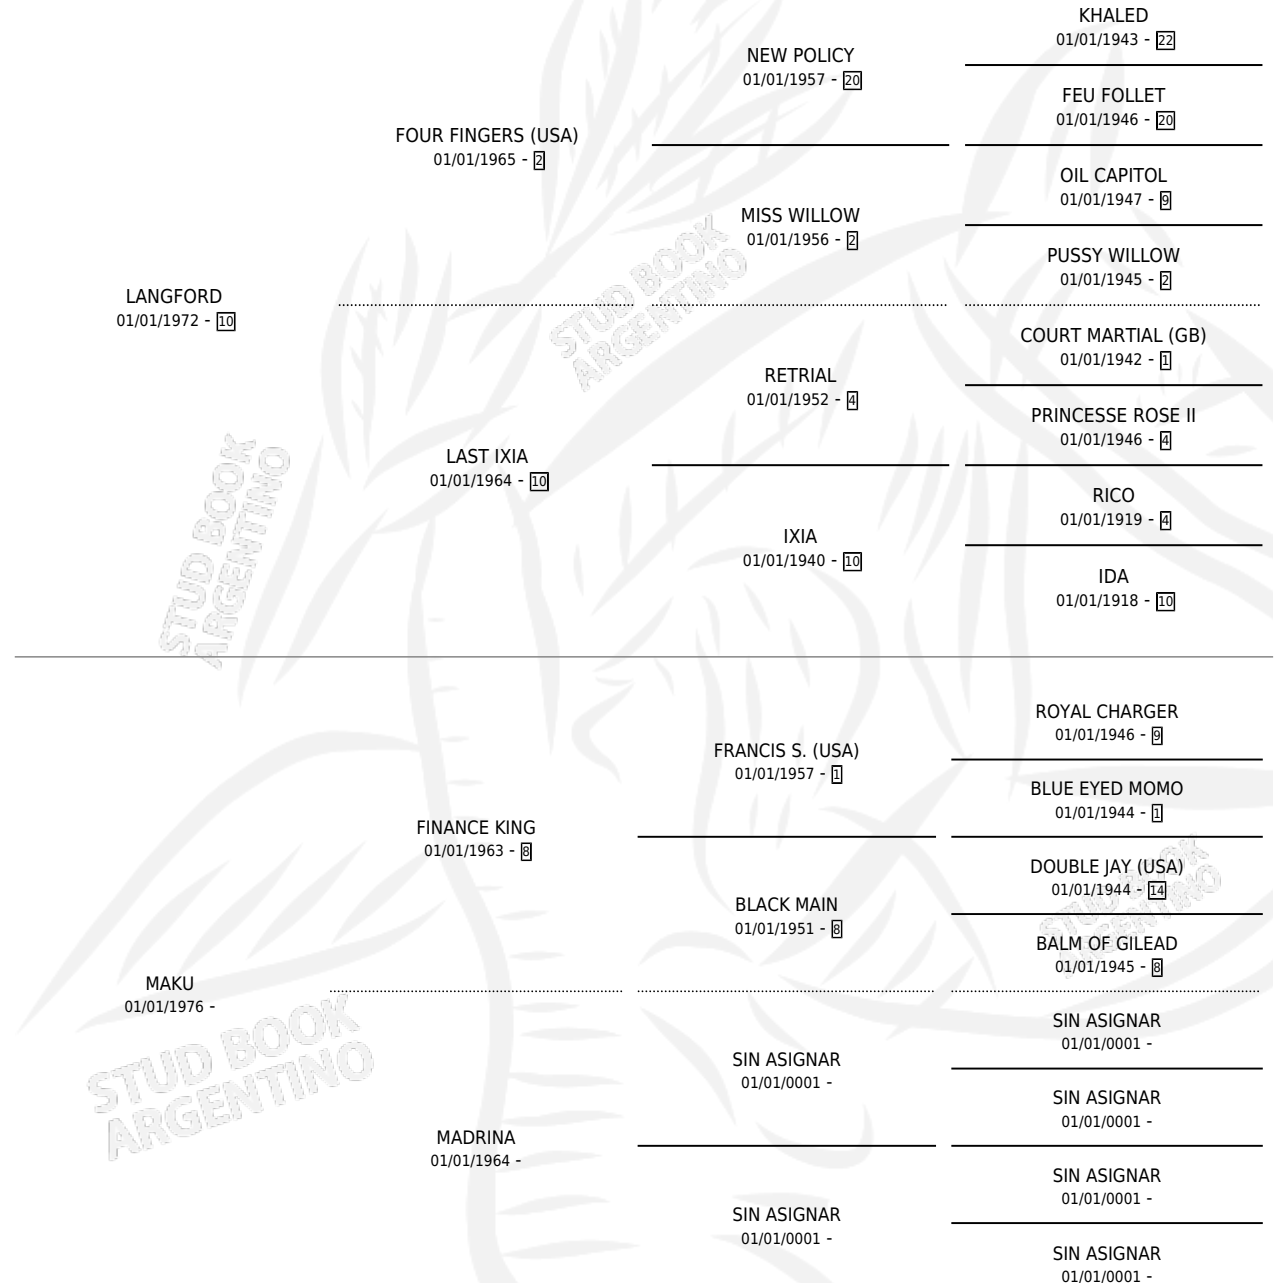 KHALED
01/01/1943 - 22
NEW POLICY
01/01/1957 - 20
FEU FOLLET
01/01/1946 - 20
FOUR FINGERS (USA)
01/01/1965 - 2
OIL CAPITOL
01/01/1947 - 9
MISS WILLOW
01/01/1956 - 2
PUSSY WILLOW
01/01/1945 - 2
LANGFORD
01/01/1972 - 10
STUD BOOK
ARGENTINO
COURT MARTIAL (GB)
01/01/1942 - 1
RETRIAL
01/01/1952 - 4
PRINCESSE ROSE II
01/01/1946 - 4
LAST IXIA
01/01/1964 - 10
RICO
01/01/1919 - 4
IXIA
01/01/1940 - 10
IDA
01/01/1918 - 10
STUD BOOK
ARGENTINO
ROYAL CHARGER
01/01/1946 - 9
FRANCIS S. (USA)
01/01/1957 - 1
BLUE EYED MOMO
01/01/1944 - 1
FINANCE KING
01/01/1963 - 8
DOUBLE JAY (USA)
01/01/1944 - 14
BLACK MAIN
01/01/1951 - 8
BALM OF GILEAD
01/01/1945 - 8
STUD BOOK
ARGENTINO
MAKU
01/01/1976 -
SIN ASIGNAR
01/01/0001 -
SIN ASIGNAR
01/01/0001 -
SIN ASIGNAR
01/01/0001 -
STUD BOOK
ARGENTINO
MADRINA
01/01/1964 -
SIN ASIGNAR
01/01/0001 -
SIN ASIGNAR
01/01/0001 -
SIN ASIGNAR
01/01/0001 -